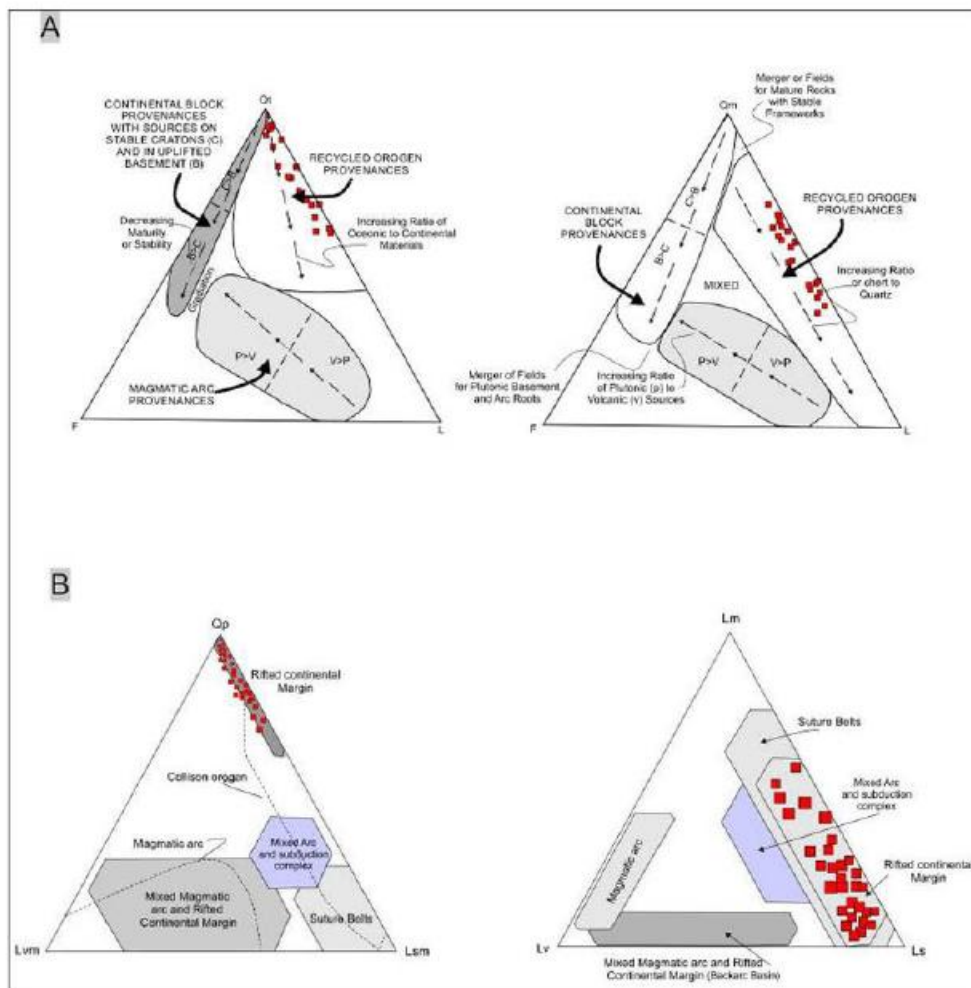 A
Qt
CONTINENTAL BLOCK
PROVENANCES
WITH SOURCES ON
STABLE CRATONS (C)
AND IN UPLIFTED
BASEMENT (B)
RECYCLED OROGEN
PROVENANCES
C>B
Decreasing
Maturity
or Stability
Increasing Ratio of
Oceanic to Continental
Materials
B>C
Gradation
P>V
V>P
MAGMATIC ARC
PROVENANCES
F
L
Merger or Fields
for Mature Rocks
with Stable
Frameworks
Qm
C>B
RECYCLED OROGEN
PROVENANCES
CONTINENTAL
BLOCK
PROVENANCES
B>C
MIXED
Increasing Ratio
or chert to
Quartz
P>V
V>P
Merger of Fields
for Plutonic Basement
and Arc Roots
Increasing Ratio
of Plutonic (p) to
Volcanic (v) Sources
F
L
B
Qp
Rifted continental
Margin
Collison orogen
Magmatic arc
Mixed Arc
and subduction
complex
Mixed Magmatic
arc and Rifted
Continental Margin
Suture Belts
Lvm
Lsm
Lm
Suture Belts
Mixed Arc
and subduction
complex
Magmatic arc
Rifted continental
Margin
Lv
Ls
Mixed Magmatic arc and Rifted
Continental Margin (Backarc Basin)